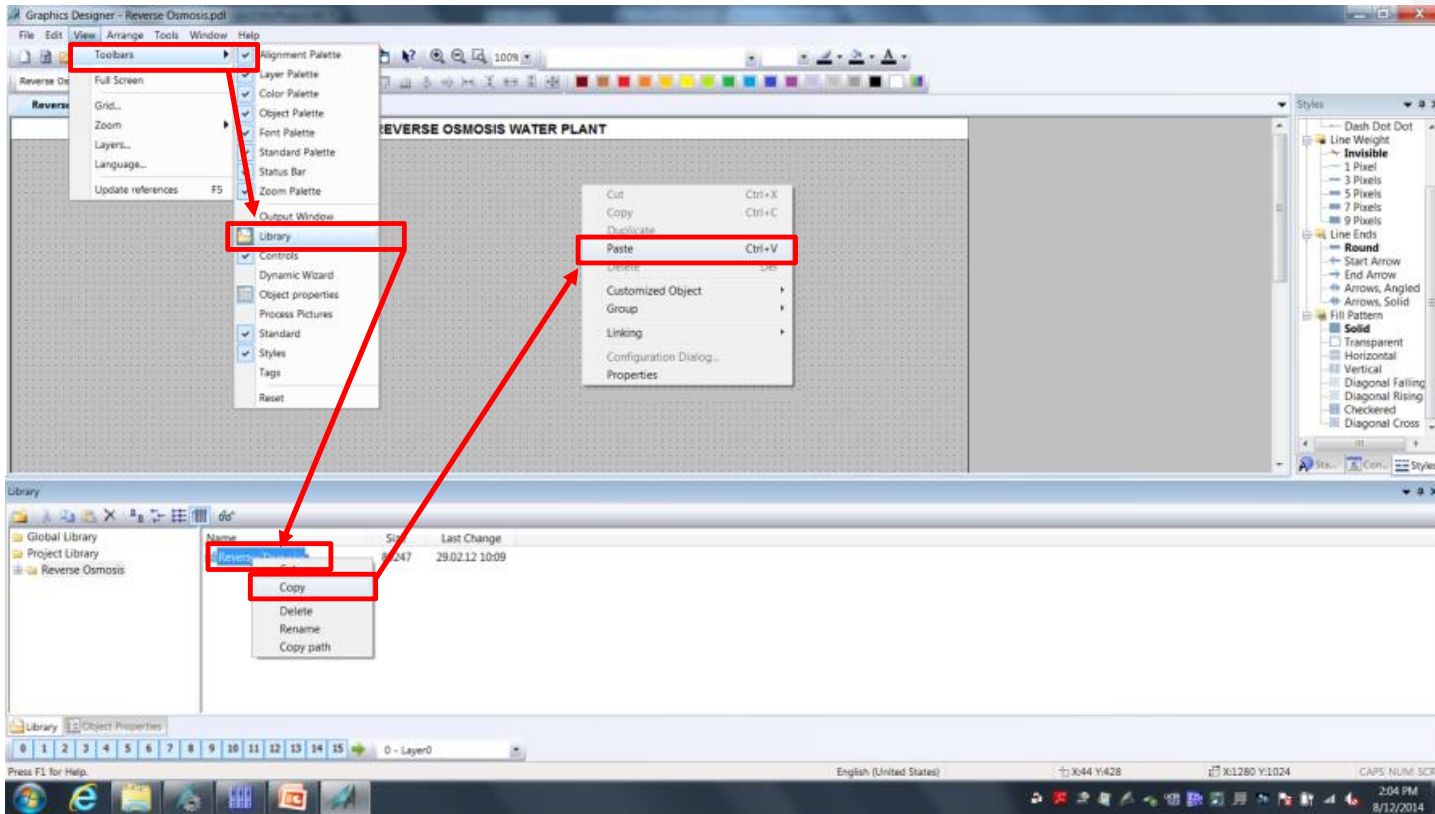 Graphics Designer - Reverse Osmosis.pdl
File Edit View Arrange Tools Window Help
100%
Toolbars
Full Screen
Grid...
Zoom
Layers...
Language...
Update references F5
Alignment Palette
Layer Palette
Color Palette
Object Palette
Font Palette
Standard Palette
Status Bar
Zoom Palette
Output Window
Library
Controls
Dynamic Wizard
Object properties
Process Pictures
Standard
Styles
Tags
Reset
EVERSE OSMOSIS WATER PLANT
Cut Ctrl+X
Copy Ctrl+C
Duplicate
Paste Ctrl+V
Delete Del
Customized Object
Group
Linking
Configuration Dialog...
Properties
Styles
Dash Dot Dot
Line Weight
Invisible
1 Pixel
3 Pixels
5 Pixels
7 Pixels
9 Pixels
Line Ends
Round
Start Arrow
End Arrow
Arrows, Angled
Arrows, Solid
Fill Pattern
Solid
Transparent
Horizontal
Vertical
Diagonal Falling
Diagonal Rising
Checkered
Diagonal Cross
Sta... Con... Styles
Library
Global Library
Project Library
Reverse Osmosis
Name Size Last Change
29.02.12 10:09
Copy
Delete
Rename
Copy path
Library Object Properties
0 1 2 3 4 5 6 7 8 9 10 11 12 13 14 15 0 - Layer0
Press F1 for Help. English (United States) X:44 Y:428 X:1280 Y:1024 CAPS NUM SCR
2:04 PM
8/12/2014